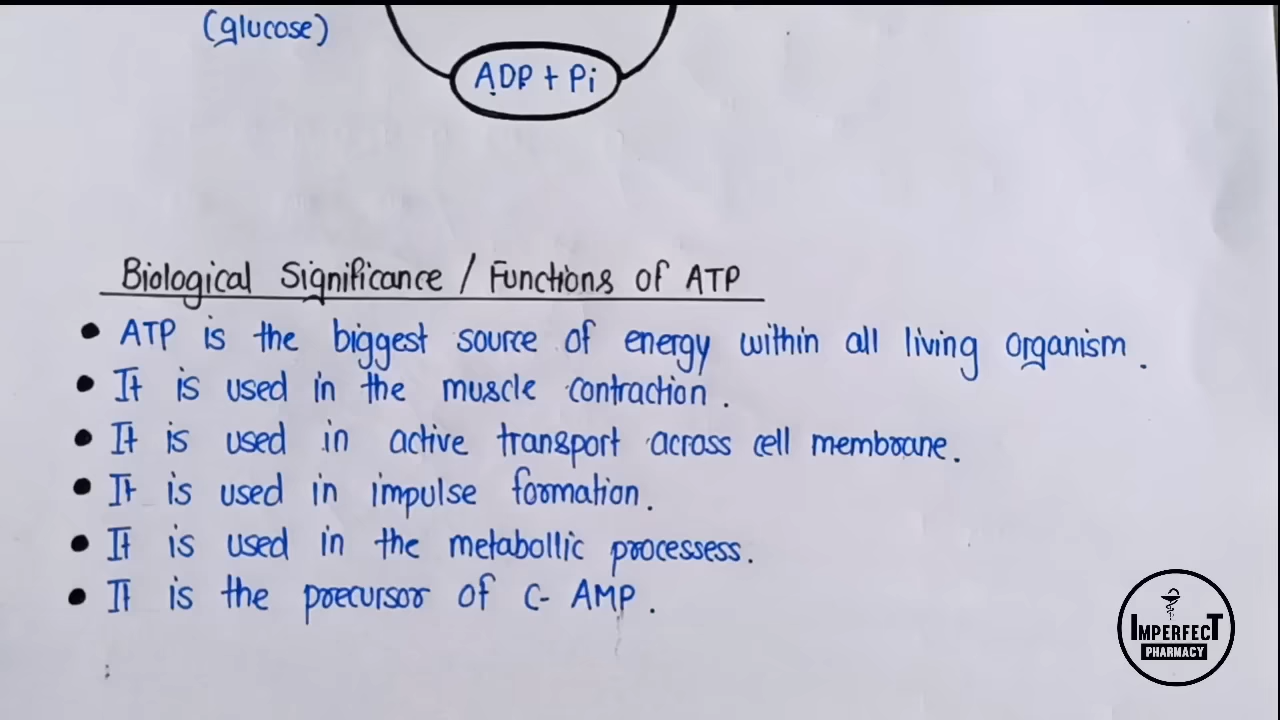 (glucose)
ADP + Pi
Biological Significance / Functions of ATP
• ATP is the biggest source of energy within all living organism.
• It is used in the muscle contraction.
• It is used in active transport across cell membrane.
• It is used in impulse formation.
• It is used in the metabollic processess.
• It is the precursor of C-AMP.
IMPERFECT
PHARMACY